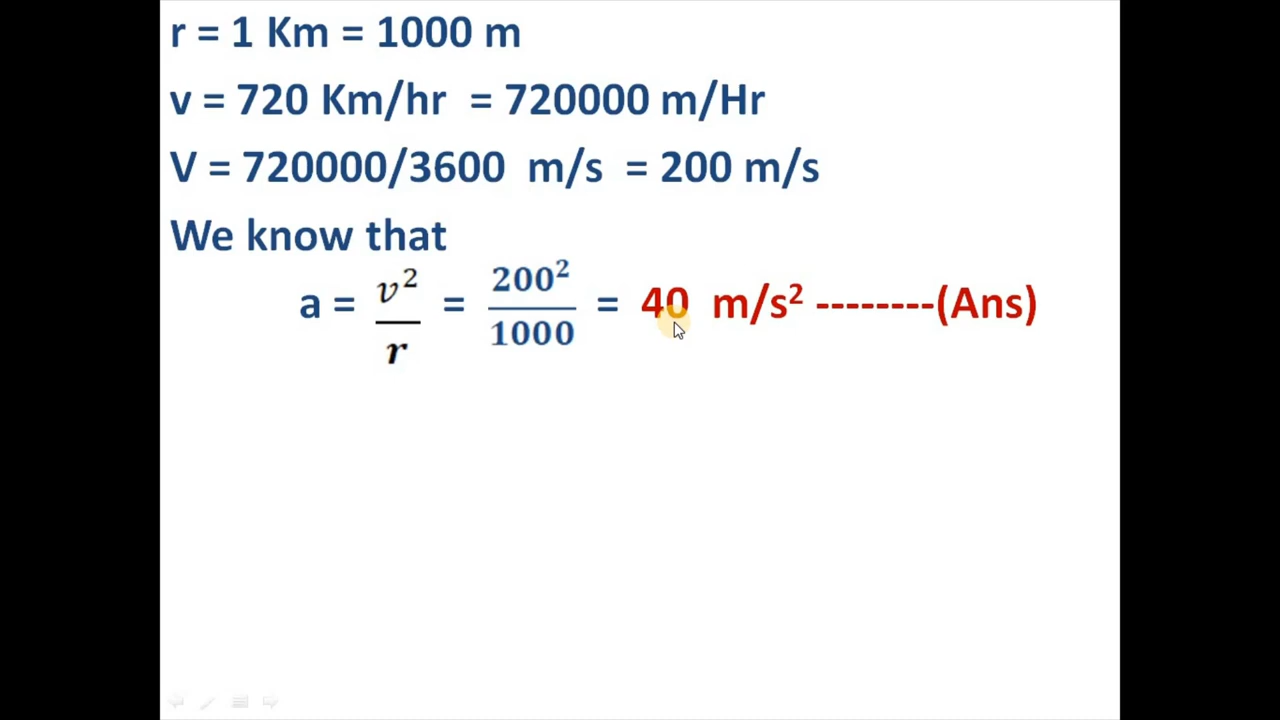 r = 1 Km = 1000 m
v = 720 Km/hr = 720000 m/Hr
V = 720000/3600 m/s = 200 m/s
We know that
a = v²/r = 200²/1000 = 40 m/s² --------(Ans)